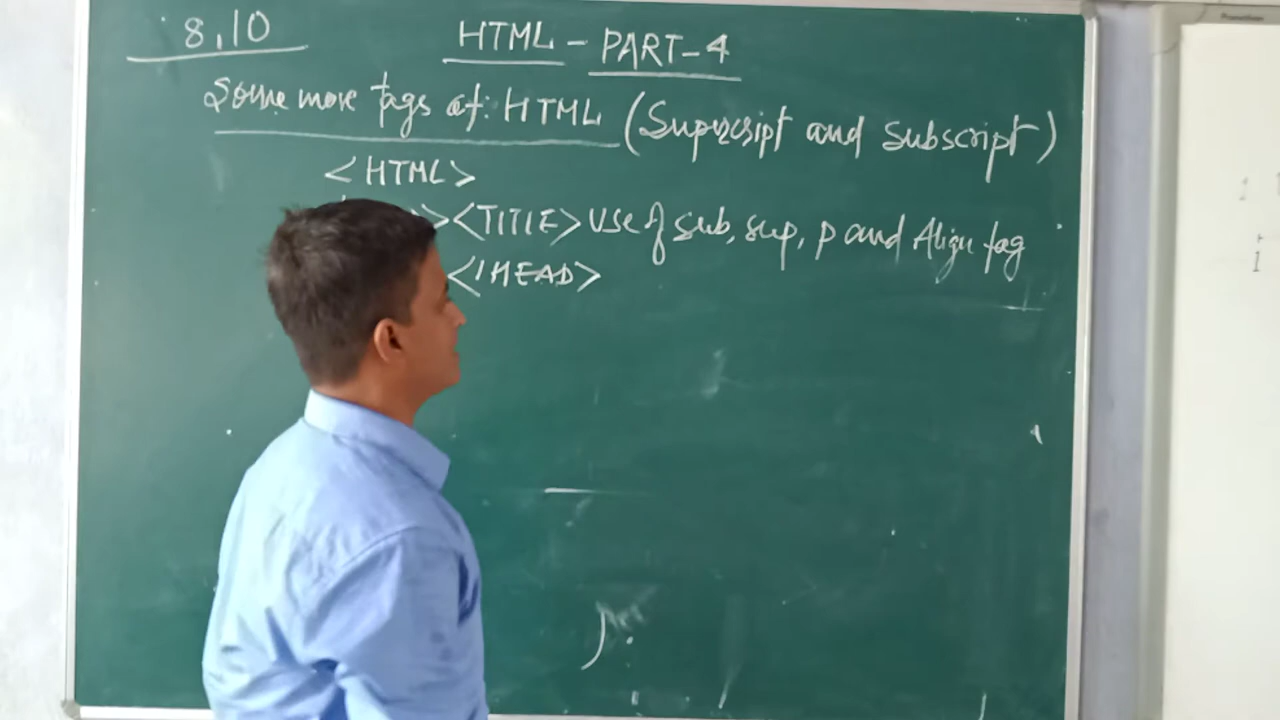 8,10
HTML - PART-4
Some more tags of: HTML (Superscript and Subscript)
<HTML>
><TITLE> Use of sub, sup, p and Align tag
</HEAD>